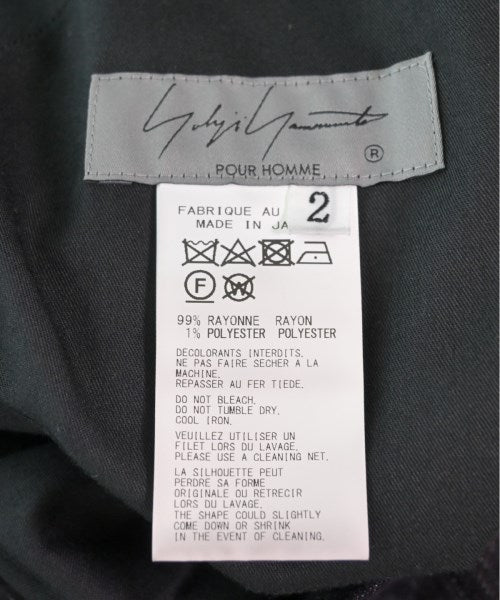 Yohji Yamamoto
®
POUR HOMME
2
FABRIQUE AU
MADE IN JA
F
W
99% RAYONNE RAYON
1% POLYESTER POLYESTER
DÉCOLORANTS INTERDITS.
NE PAS FAIRE SECHER A LA
MACHINE.
REPASSER AU FER TIEDE.
DO NOT BLEACH.
DO NOT TUMBLE DRY.
COOL IRON.
VEUILLEZ UTILISER UN
FILET LORS DU LAVAGE.
PLEASE USE A CLEANING NET.
LA SILHOUETTE PEUT
PERDRE SA FORME
ORIGINALE OU RETRECIR
LORS DU LAVAGE.
THE SHAPE COULD SLIGHTLY
COME DOWN OR SHRINK
IN THE EVENT OF CLEANING.